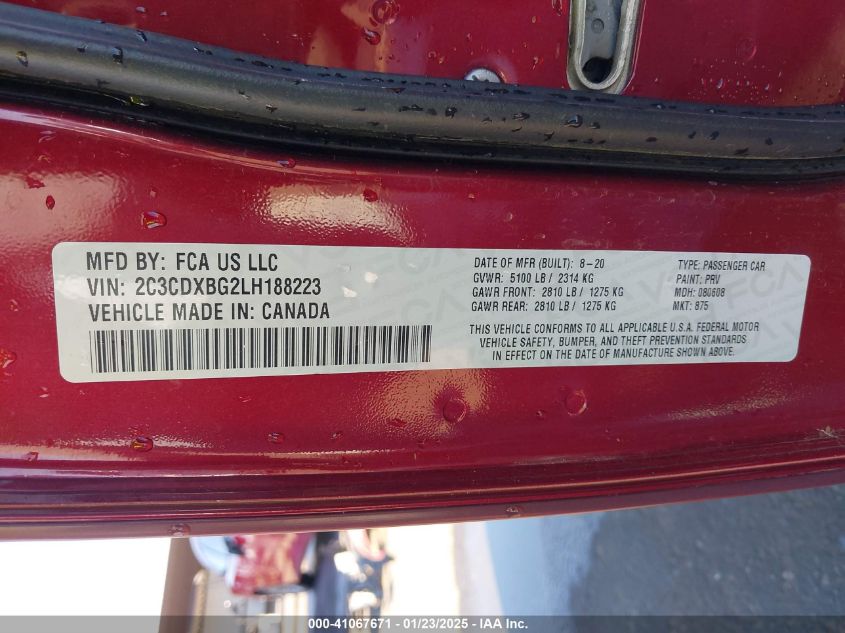 MFD BY: FCA US LLC
VIN: 2C3CDXBG2LH188223
VEHICLE MADE IN: CANADA
DATE OF MFR (BUILT): 8-20
GVWR: 5100 LB / 2314 KG
GAWR FRONT: 2810 LB / 1275 KG
GAWR REAR: 2810 LB / 1275 KG
TYPE: PASSENGER CAR
PAINT: PRV
MDH: 080608
MKT: 875
THIS VEHICLE CONFORMS TO ALL APPLICABLE U.S.A. FEDERAL MOTOR
VEHICLE SAFETY, BUMPER, AND THEFT PREVENTION STANDARDS
IN EFFECT ON THE DATE OF MANUFACTURE SHOWN ABOVE.
000-41067671 - 01/23/2025 - IAA Inc.